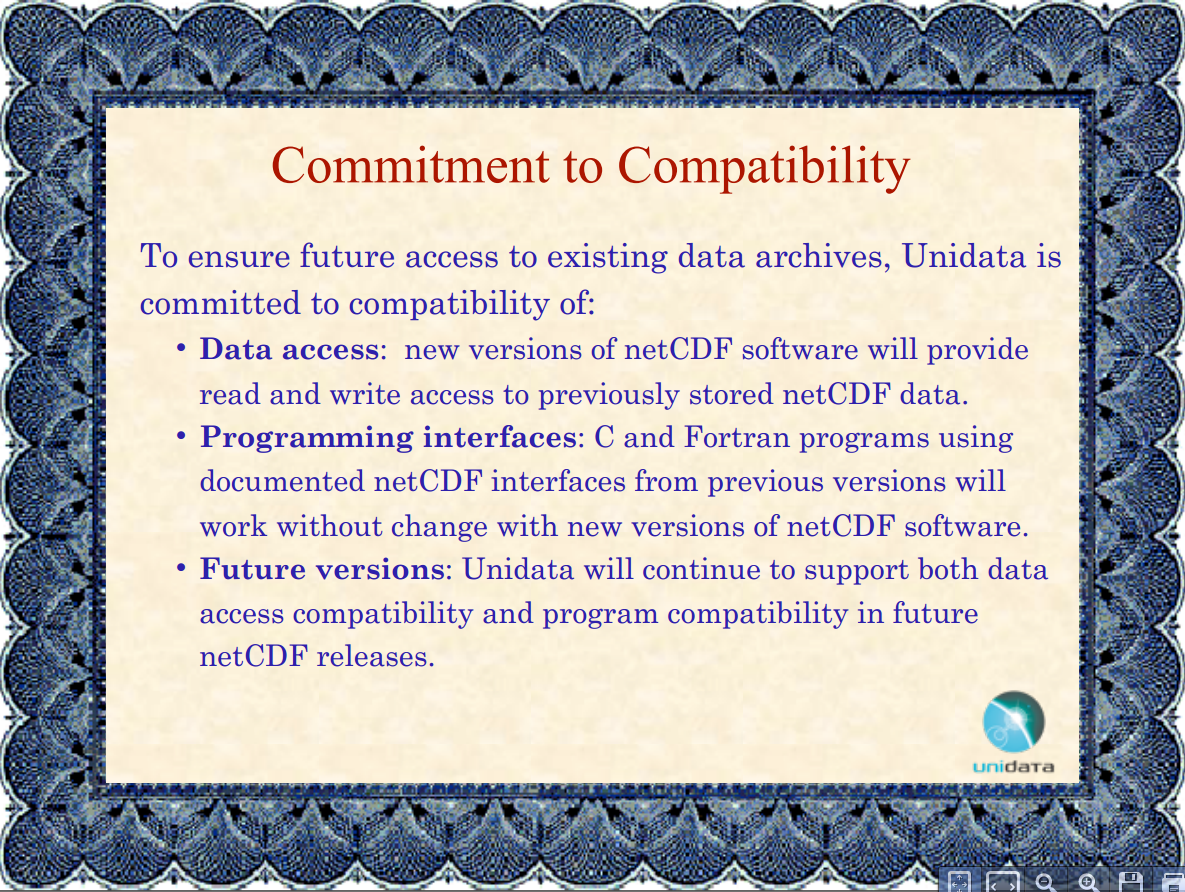 Commitment to Compatibility
To ensure future access to existing data archives, Unidata is
committed to compatibility of:
• Data access:  new versions of netCDF software will provide
read and write access to previously stored netCDF data.
• Programming interfaces: C and Fortran programs using
documented netCDF interfaces from previous versions will
work without change with new versions of netCDF software.
• Future versions: Unidata will continue to support both data
access compatibility and program compatibility in future
netCDF releases.
unidata